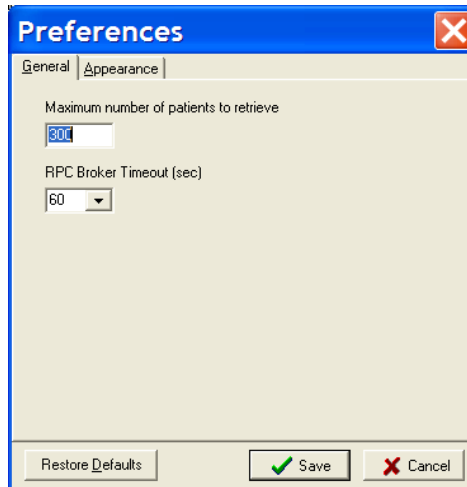 Preferences
General Appearance
Maximum number of patients to retrieve
300
RPC Broker Timeout (sec)
60
Restore Defaults Save Cancel